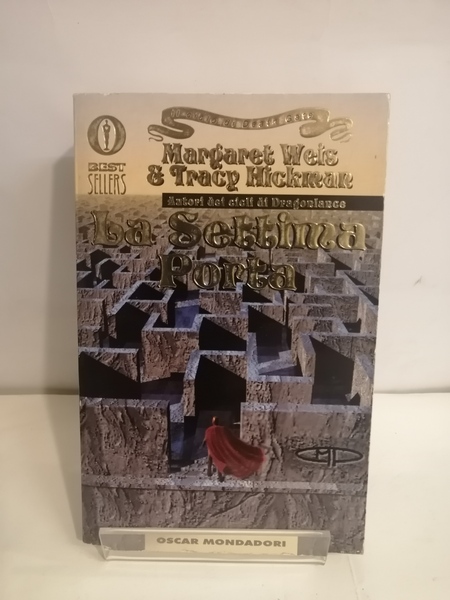 BEST
SELLERS
Margaret Weis
& Tracy Hickman
Autori dei cicli di Dragonlance
La Settima
Porta
OSCAR MONDADORI